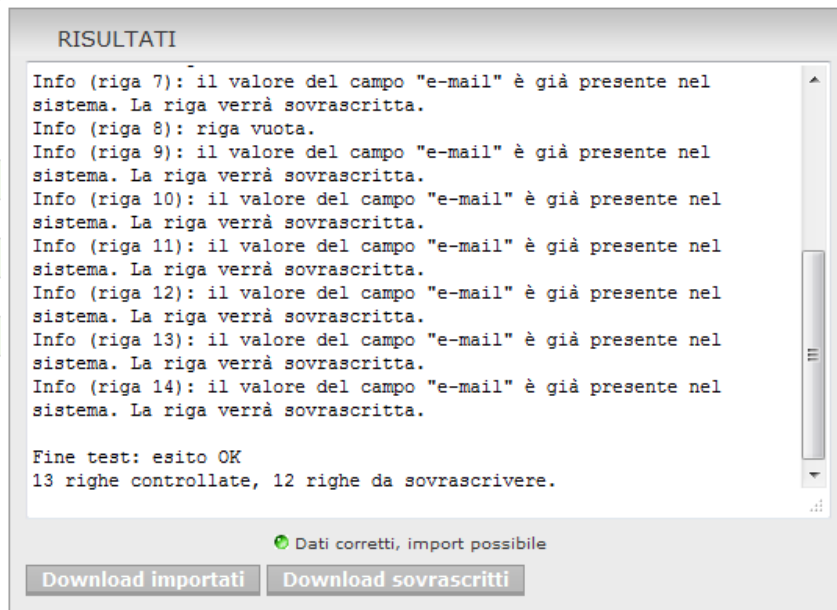 RISULTATI
Info (riga 7): il valore del campo "e-mail" è già presente nel
sistema. La riga verrà sovrascritta.
Info (riga 8): riga vuota.
Info (riga 9): il valore del campo "e-mail" è già presente nel
sistema. La riga verrà sovrascritta.
Info (riga 10): il valore del campo "e-mail" è già presente nel
sistema. La riga verrà sovrascritta.
Info (riga 11): il valore del campo "e-mail" è già presente nel
sistema. La riga verrà sovrascritta.
Info (riga 12): il valore del campo "e-mail" è già presente nel
sistema. La riga verrà sovrascritta.
Info (riga 13): il valore del campo "e-mail" è già presente nel
sistema. La riga verrà sovrascritta.
Info (riga 14): il valore del campo "e-mail" è già presente nel
sistema. La riga verrà sovrascritta.
Fine test: esito OK
13 righe controllate, 12 righe da sovrascrivere.
Dati corretti, import possibile
Download importati Download sovrascritti